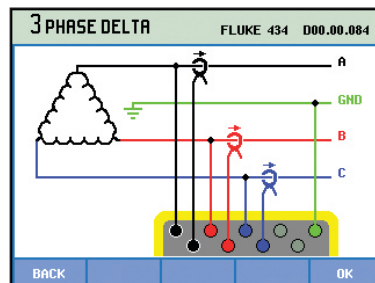 3 PHASE DELTA FLUKE 434 D00.00.084
A
GND
B
C
BACK OK